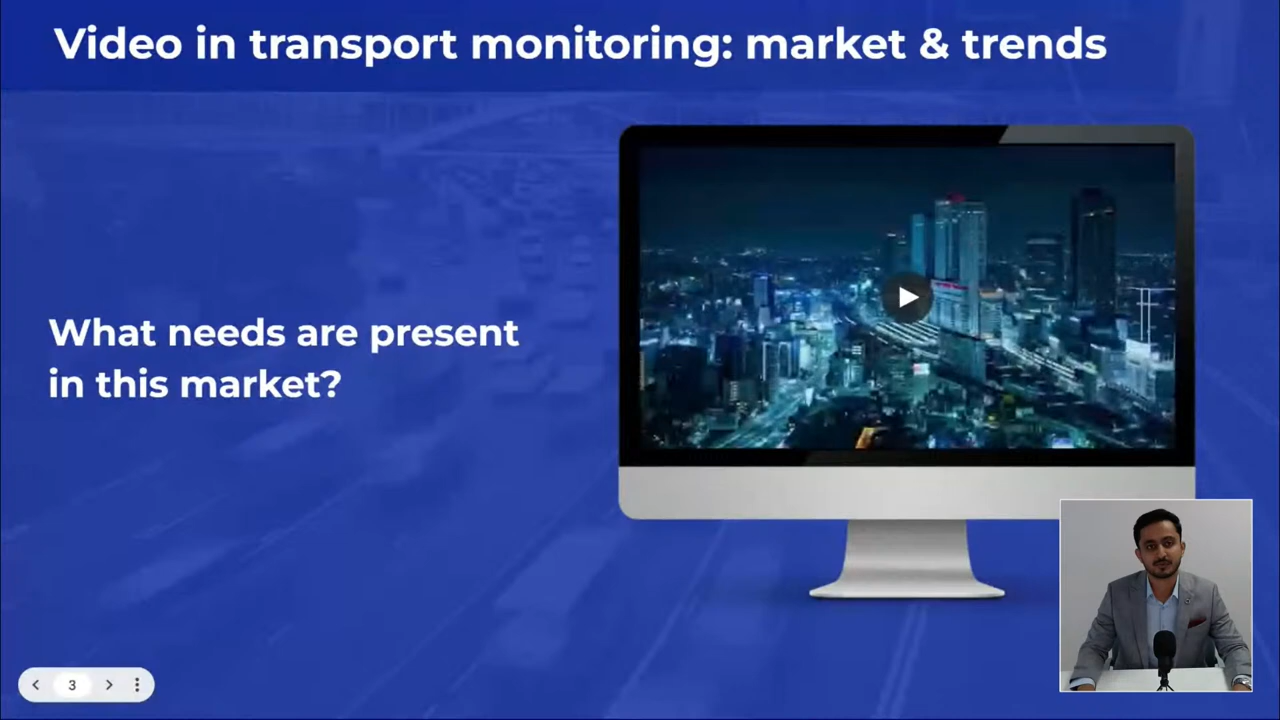 Video in transport monitoring: market & trends
What needs are present
in this market?
3